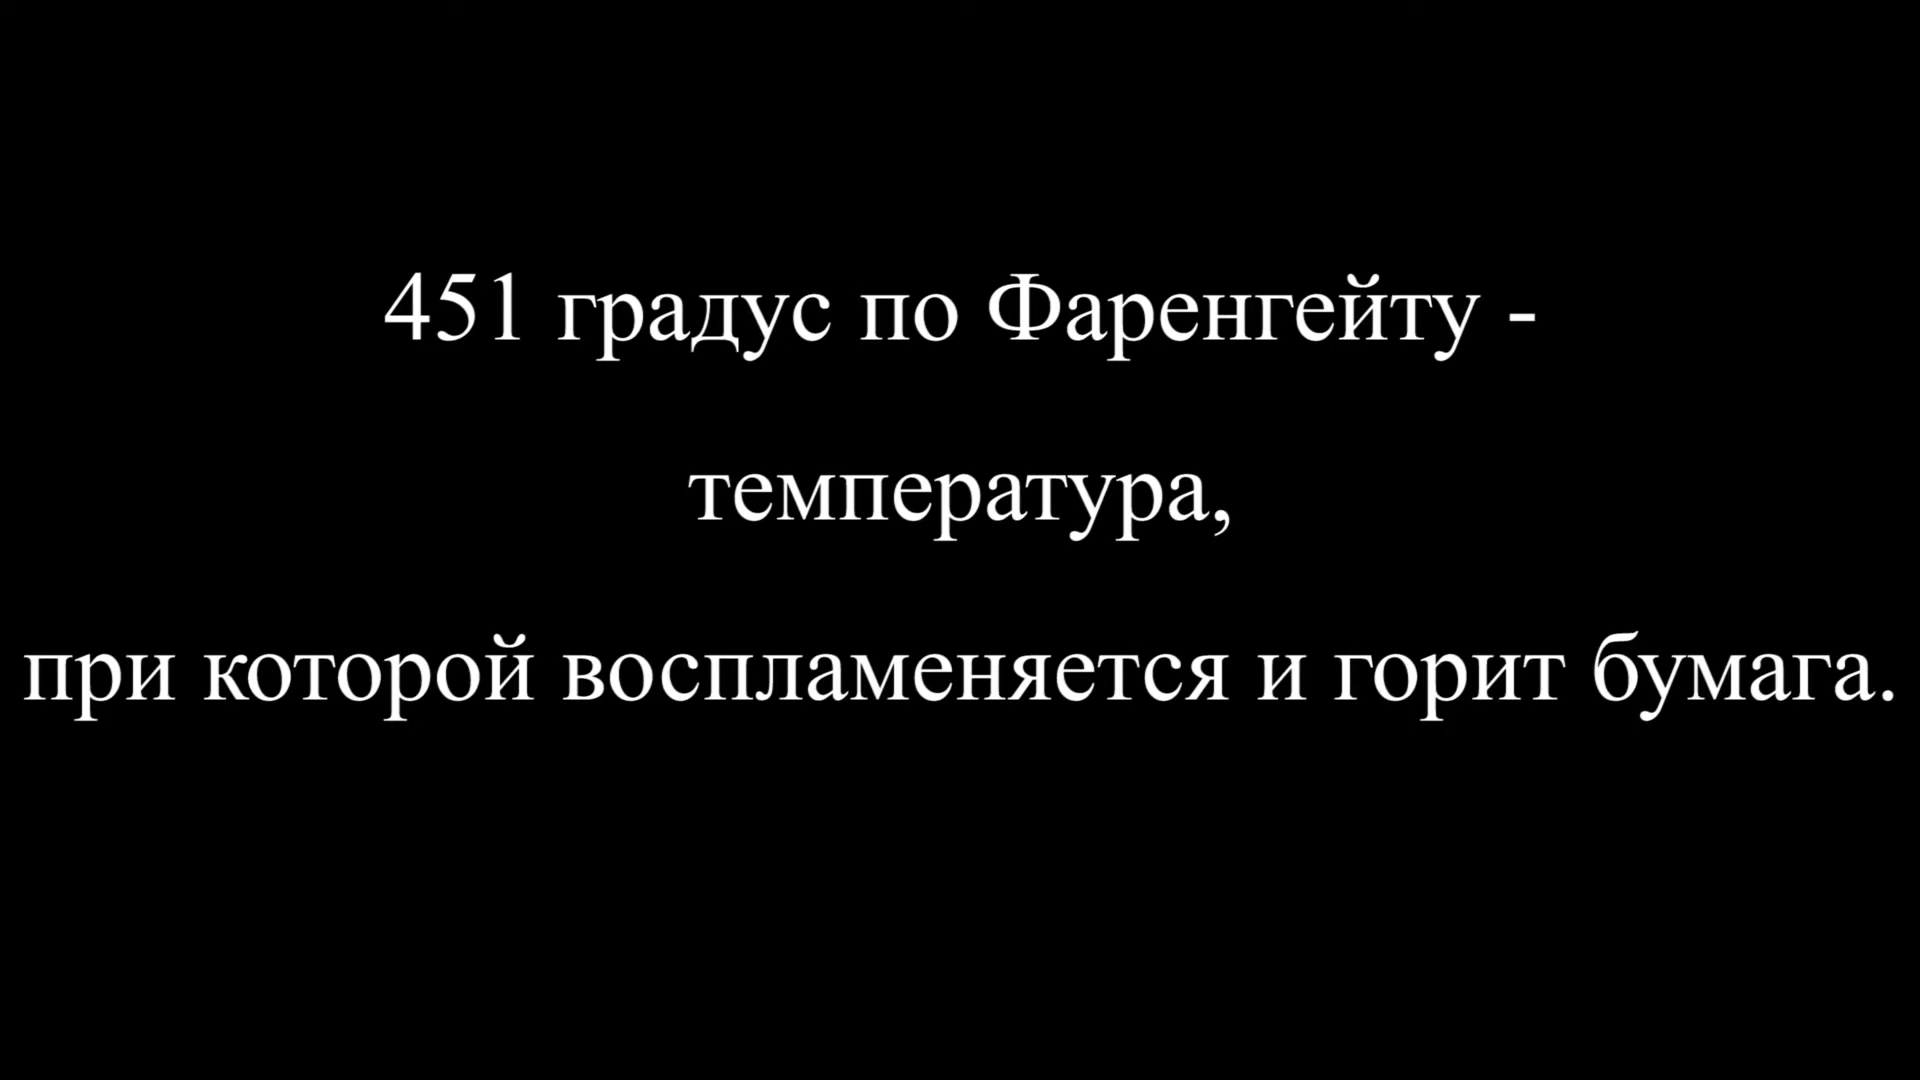 451 градус по Фаренгейту -
температура,
при которой воспламеняется и горит бумага.